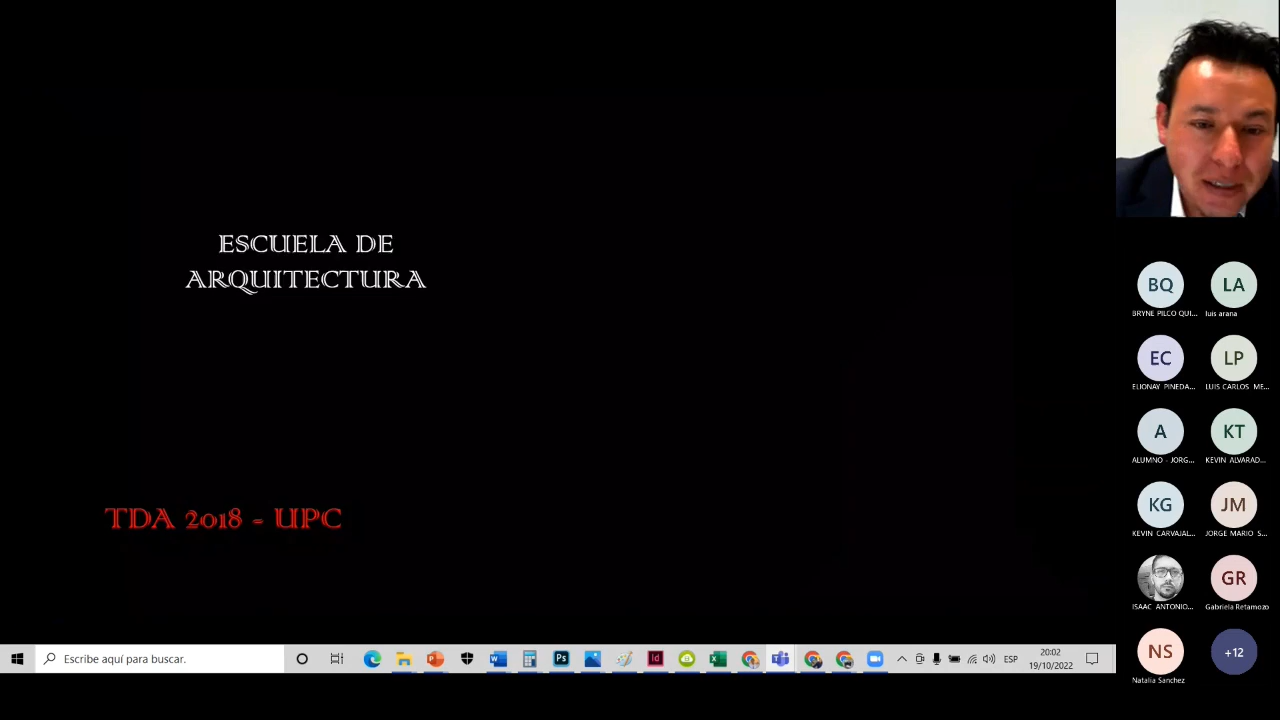 ESCUELA DE
ARQUITECTURA
TDA 2018 - UPC
BQ
LA
BRYNE PILCO QUI...
luis arana
EC
LP
ELIONAY PINEDA...
LUIS CARLOS ME...
A
KT
ALUMNO - JORG...
KEVIN ALVARAD...
KG
JM
KEVIN CARVAJAL...
JORGE MARIO S...
GR
ISAAC ANTONIO...
Gabriela Retamozo
NS
+12
Natalia Sanchez
Escribe aquí para buscar.
ESP
20:02
19/10/2022